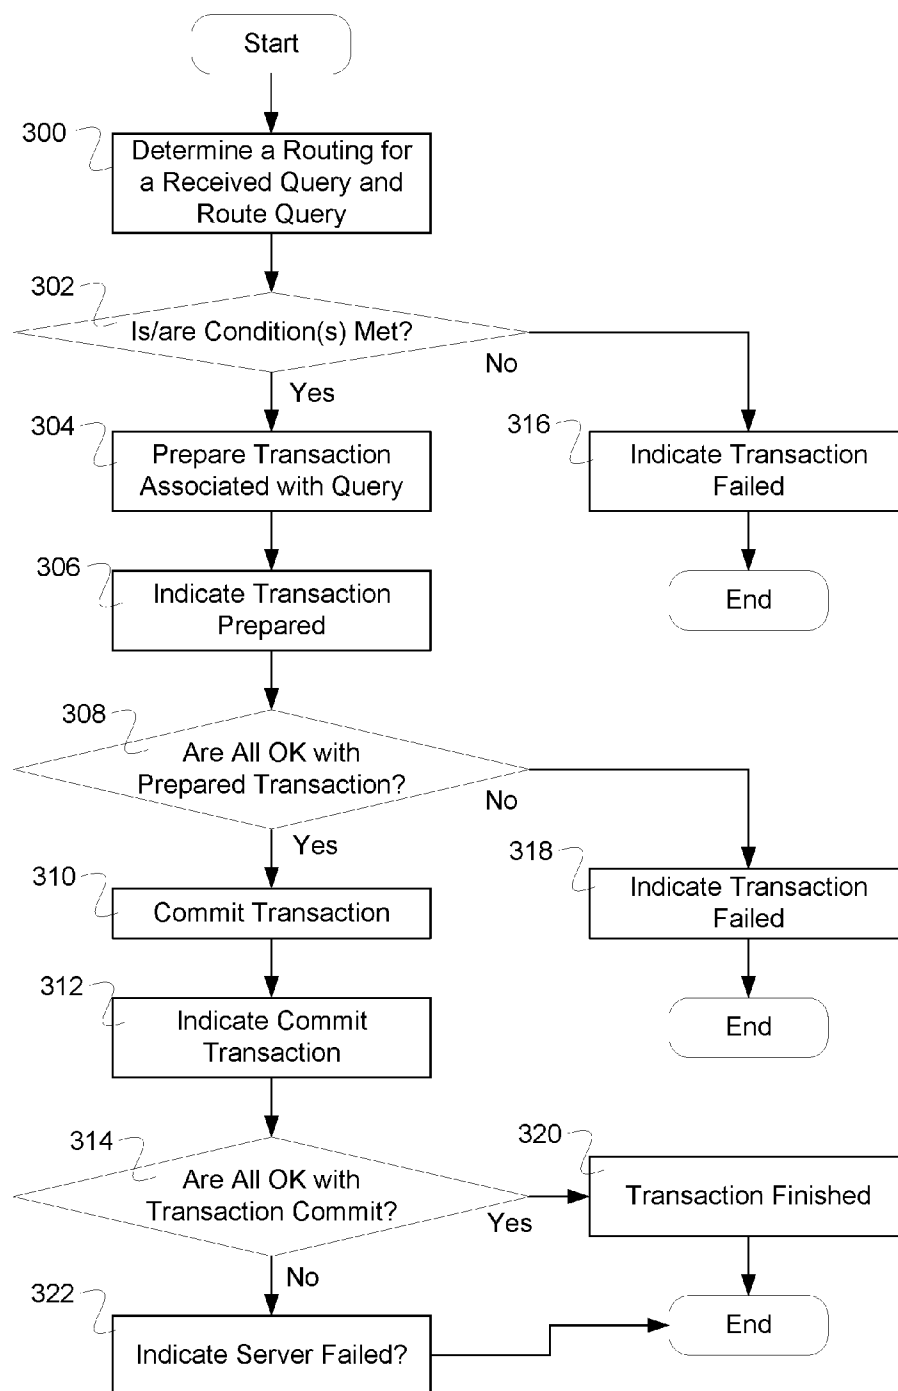 Start
300
Determine a Routing for
a Received Query and
Route Query
302
Is/are Condition(s) Met?
No
Yes
304
Prepare Transaction
Associated with Query
316
Indicate Transaction
Failed
306
Indicate Transaction
Prepared
End
308
Are All OK with
Prepared Transaction?
No
Yes
310
Commit Transaction
318
Indicate Transaction
Failed
312
Indicate Commit
Transaction
End
314
Are All OK with
Transaction Commit?
Yes
320
Transaction Finished
No
322
Indicate Server Failed?
End